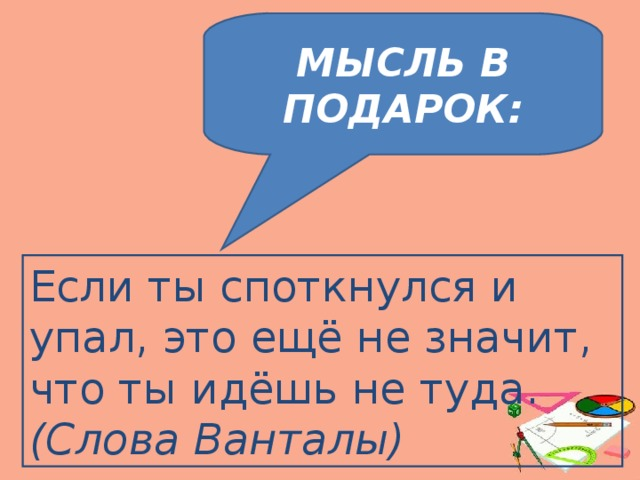 МЫСЛЬ В
ПОДАРОК:
Если ты споткнулся и
упал, это ещё не значит,
что ты идёшь не туда.
(Слова Ванталы)